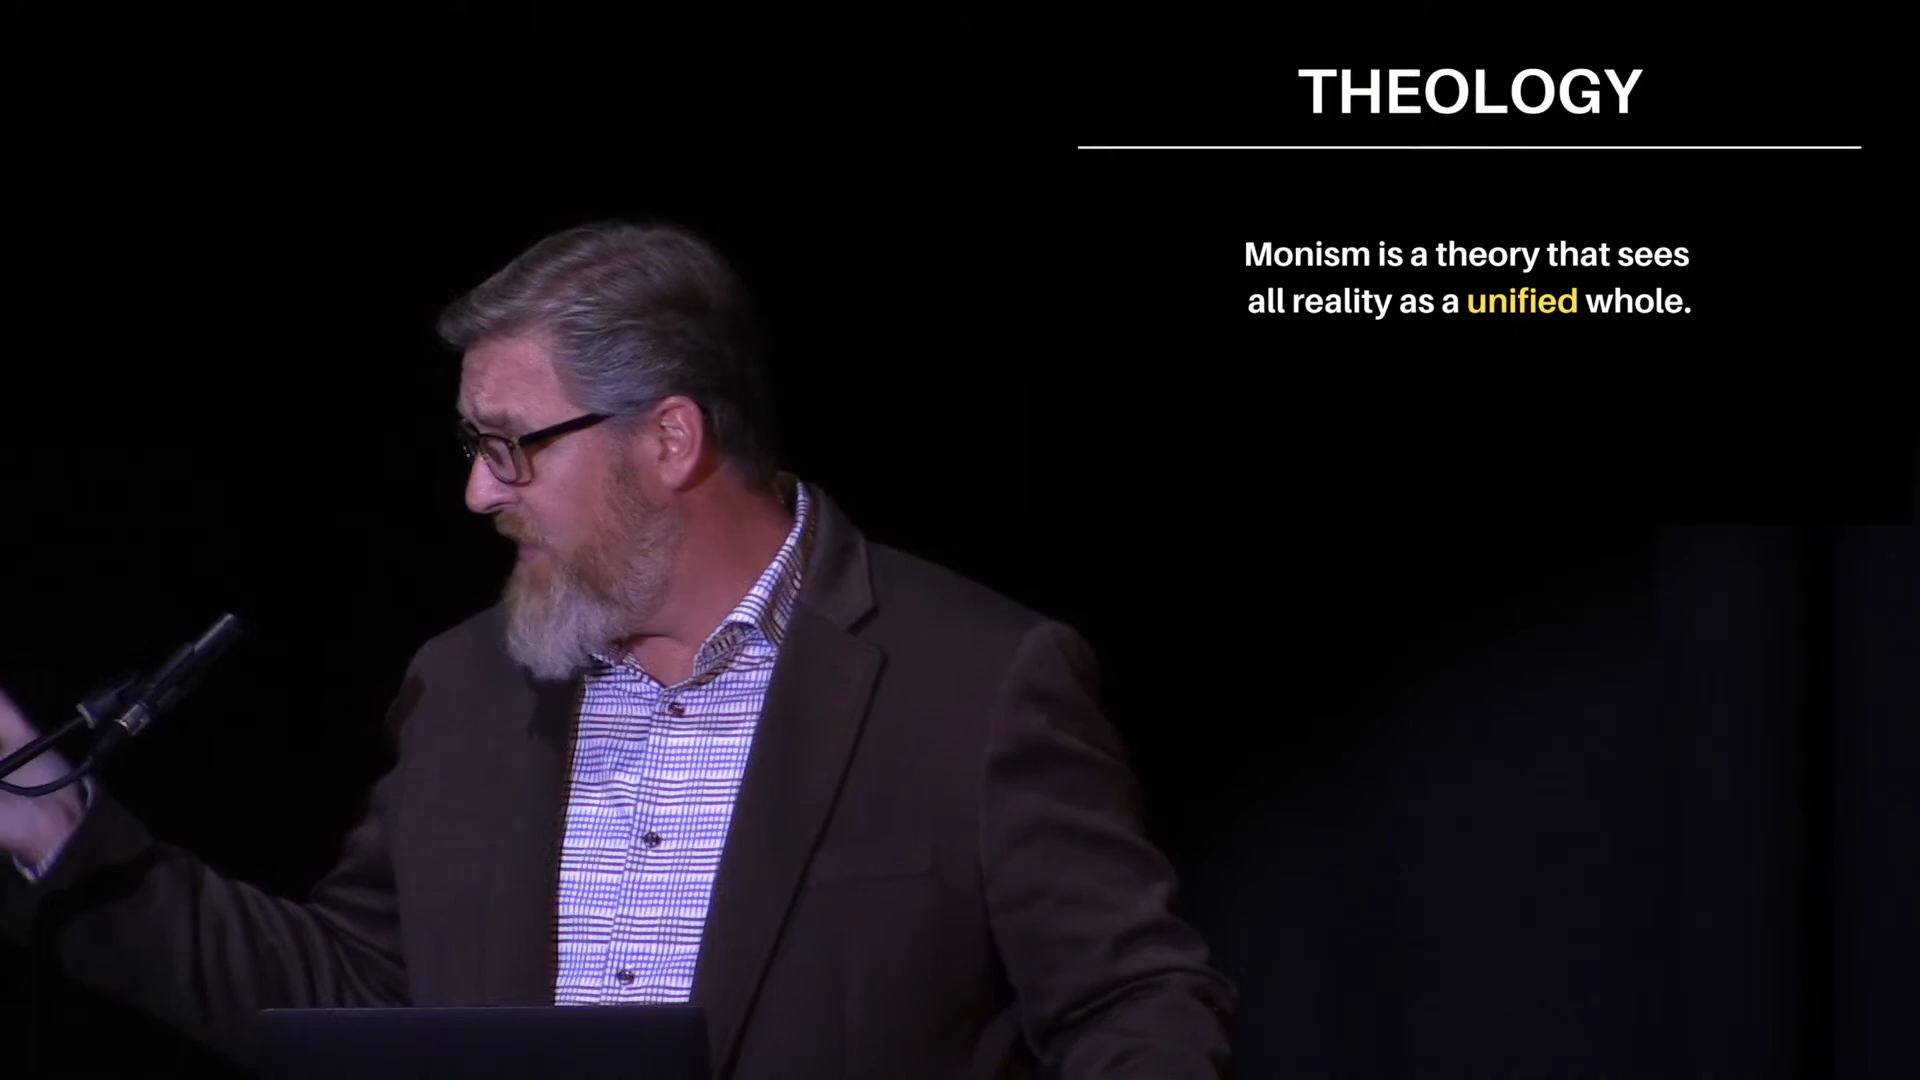 THEOLOGY
Monism is a theory that sees
all reality as a unified whole.